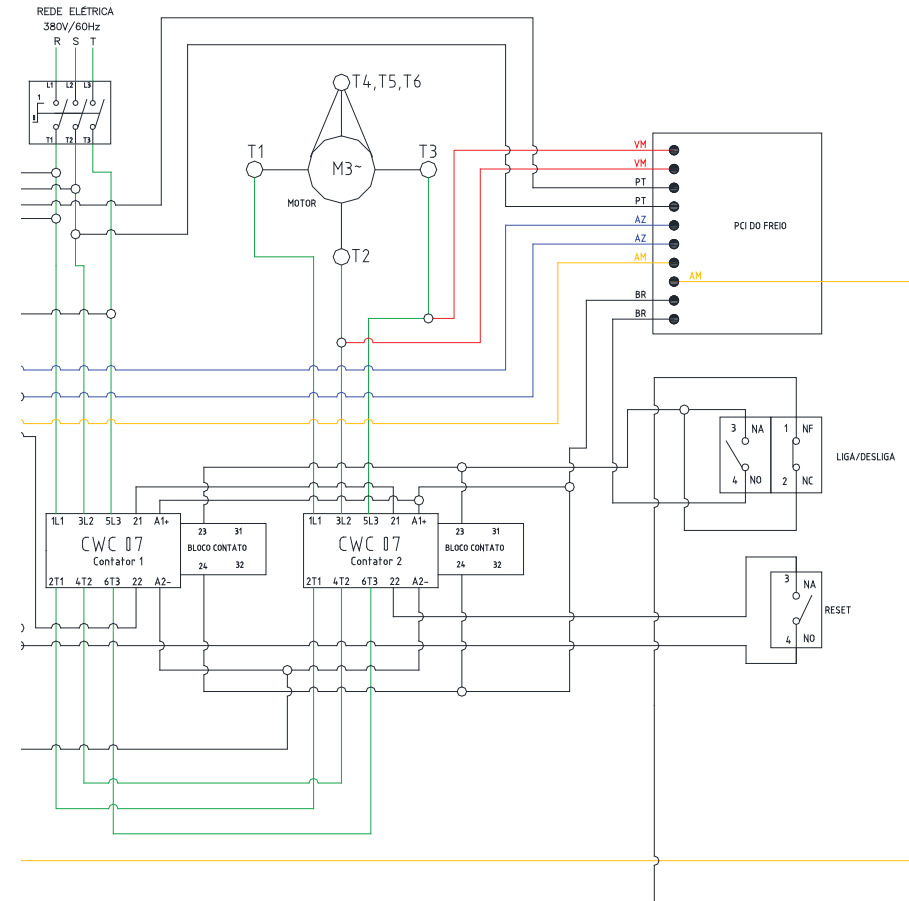 REDE ELÉTRICA
380V/60Hz
R S T
L1 L2 L3
1
T1 T2 T3
T4,T5,T6
T1
M3~
T3
MOTOR
T2
VM
VM
PT
PT
AZ
AZ
AM
AM
BR
BR
PCI DO FREIO
3 NA
4 NO
1 NF
2 NC
LIGA/DESLIGA
1L1 3L2 5L3 21 A1+
CWC 07
Contator 1
2T1 4T2 6T3 22 A2-
23 31
BLOCO CONTATO
24 32
1L1 3L2 5L3 21 A1+
CWC 07
Contator 2
2T1 4T2 6T3 22 A2-
23 31
BLOCO CONTATO
24 32
3 NA
4 NO
RESET